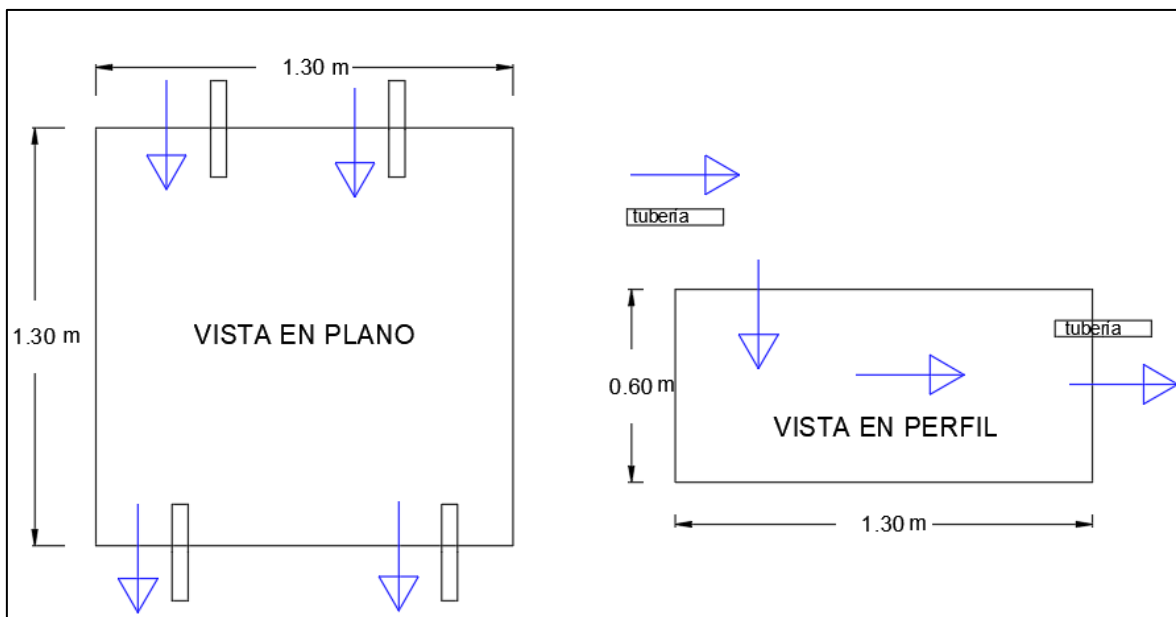 1.30 m
1.30 m
VISTA EN PLANO
tubería
tubería
0.60 m
VISTA EN PERFIL
1.30 m